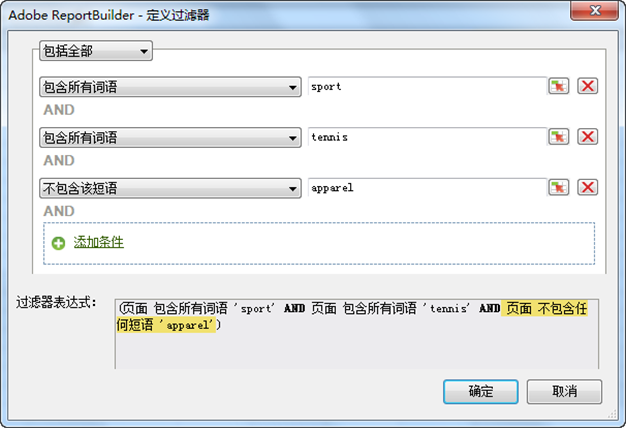 Adobe ReportBuilder - 定义过滤器
包括全部
包含所有词语 sport
AND
包含所有词语 tennis
AND
不包含该短语 apparel
AND
添加条件
过滤器表达式：
(页面 包含所有词语 'sport' AND 页面 包含所有词语 'tennis' AND 页面 不包含任
何短语 'apparel')
确定 取消